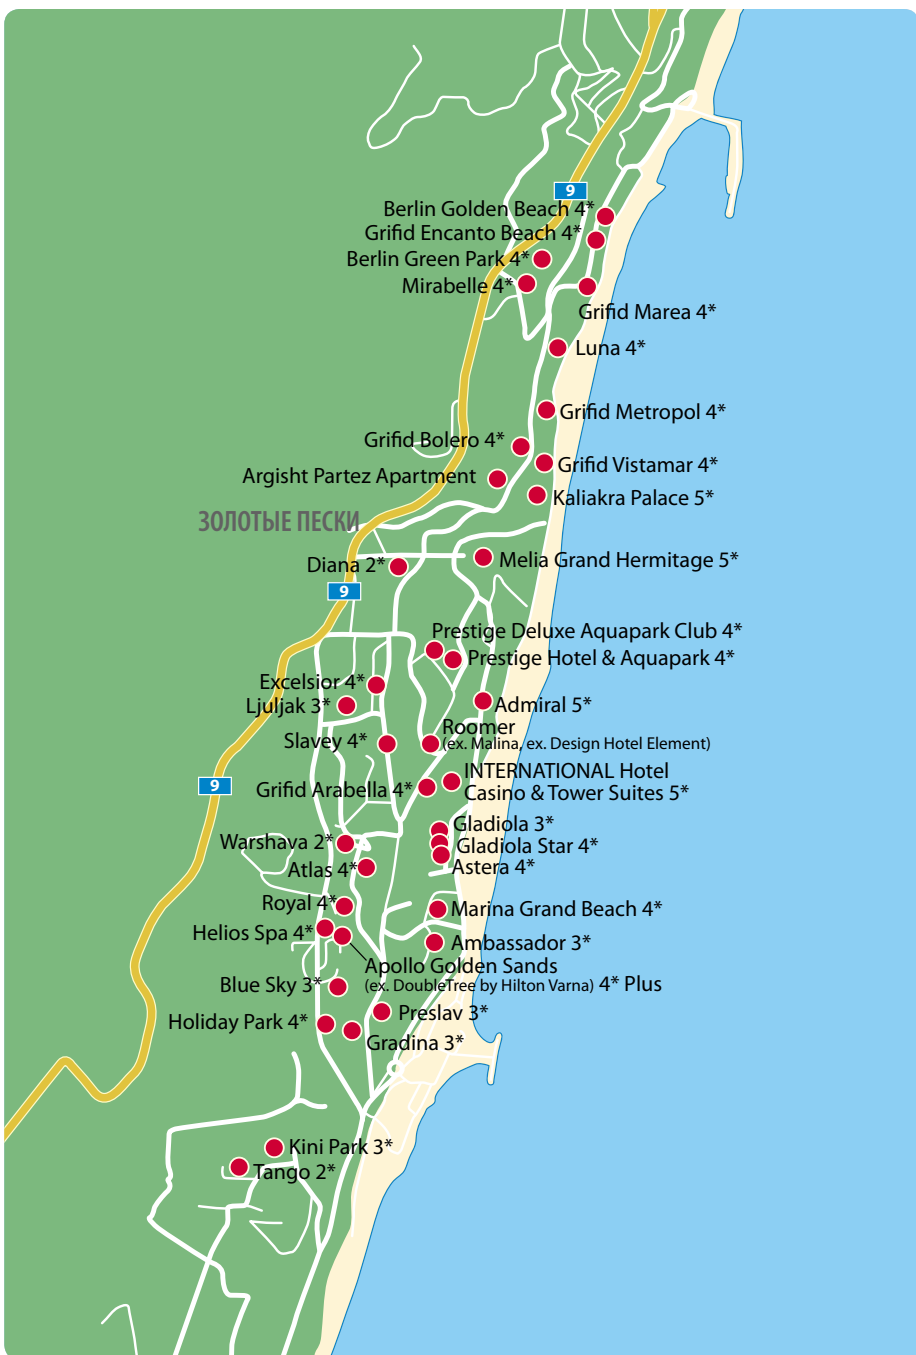 9
Berlin Golden Beach 4*
Grifid Encanto Beach 4*
Berlin Green Park 4*
Mirabelle 4*
Grifid Marea 4*
Luna 4*
Grifid Metropol 4*
Grifid Bolero 4*
Grifid Vistamar 4*
Argisht Partez Apartment
Kaliakra Palace 5*
ЗОЛОТЫЕ ПЕСКИ
Melia Grand Hermitage 5*
Diana 2*
9
Prestige Deluxe Aquapark Club 4*
Prestige Hotel & Aquapark 4*
Excelsior 4*
Ljuljak 3*
Admiral 5*
Roomer
(ex. Malina, ex. Design Hotel Element)
Slavey 4*
INTERNATIONAL Hotel
Casino & Tower Suites 5*
9
Grifid Arabella 4*
Gladiola 3*
Warshava 2*
Gladiola Star 4*
Astera 4*
Atlas 4*
Royal 4*
Marina Grand Beach 4*
Helios Spa 4*
Ambassador 3*
Apollo Golden Sands
(ex. DoubleTree by Hilton Varna) 4* Plus
Blue Sky 3*
Preslav 3*
Holiday Park 4*
Gradina 3*
Kini Park 3*
Tango 2*